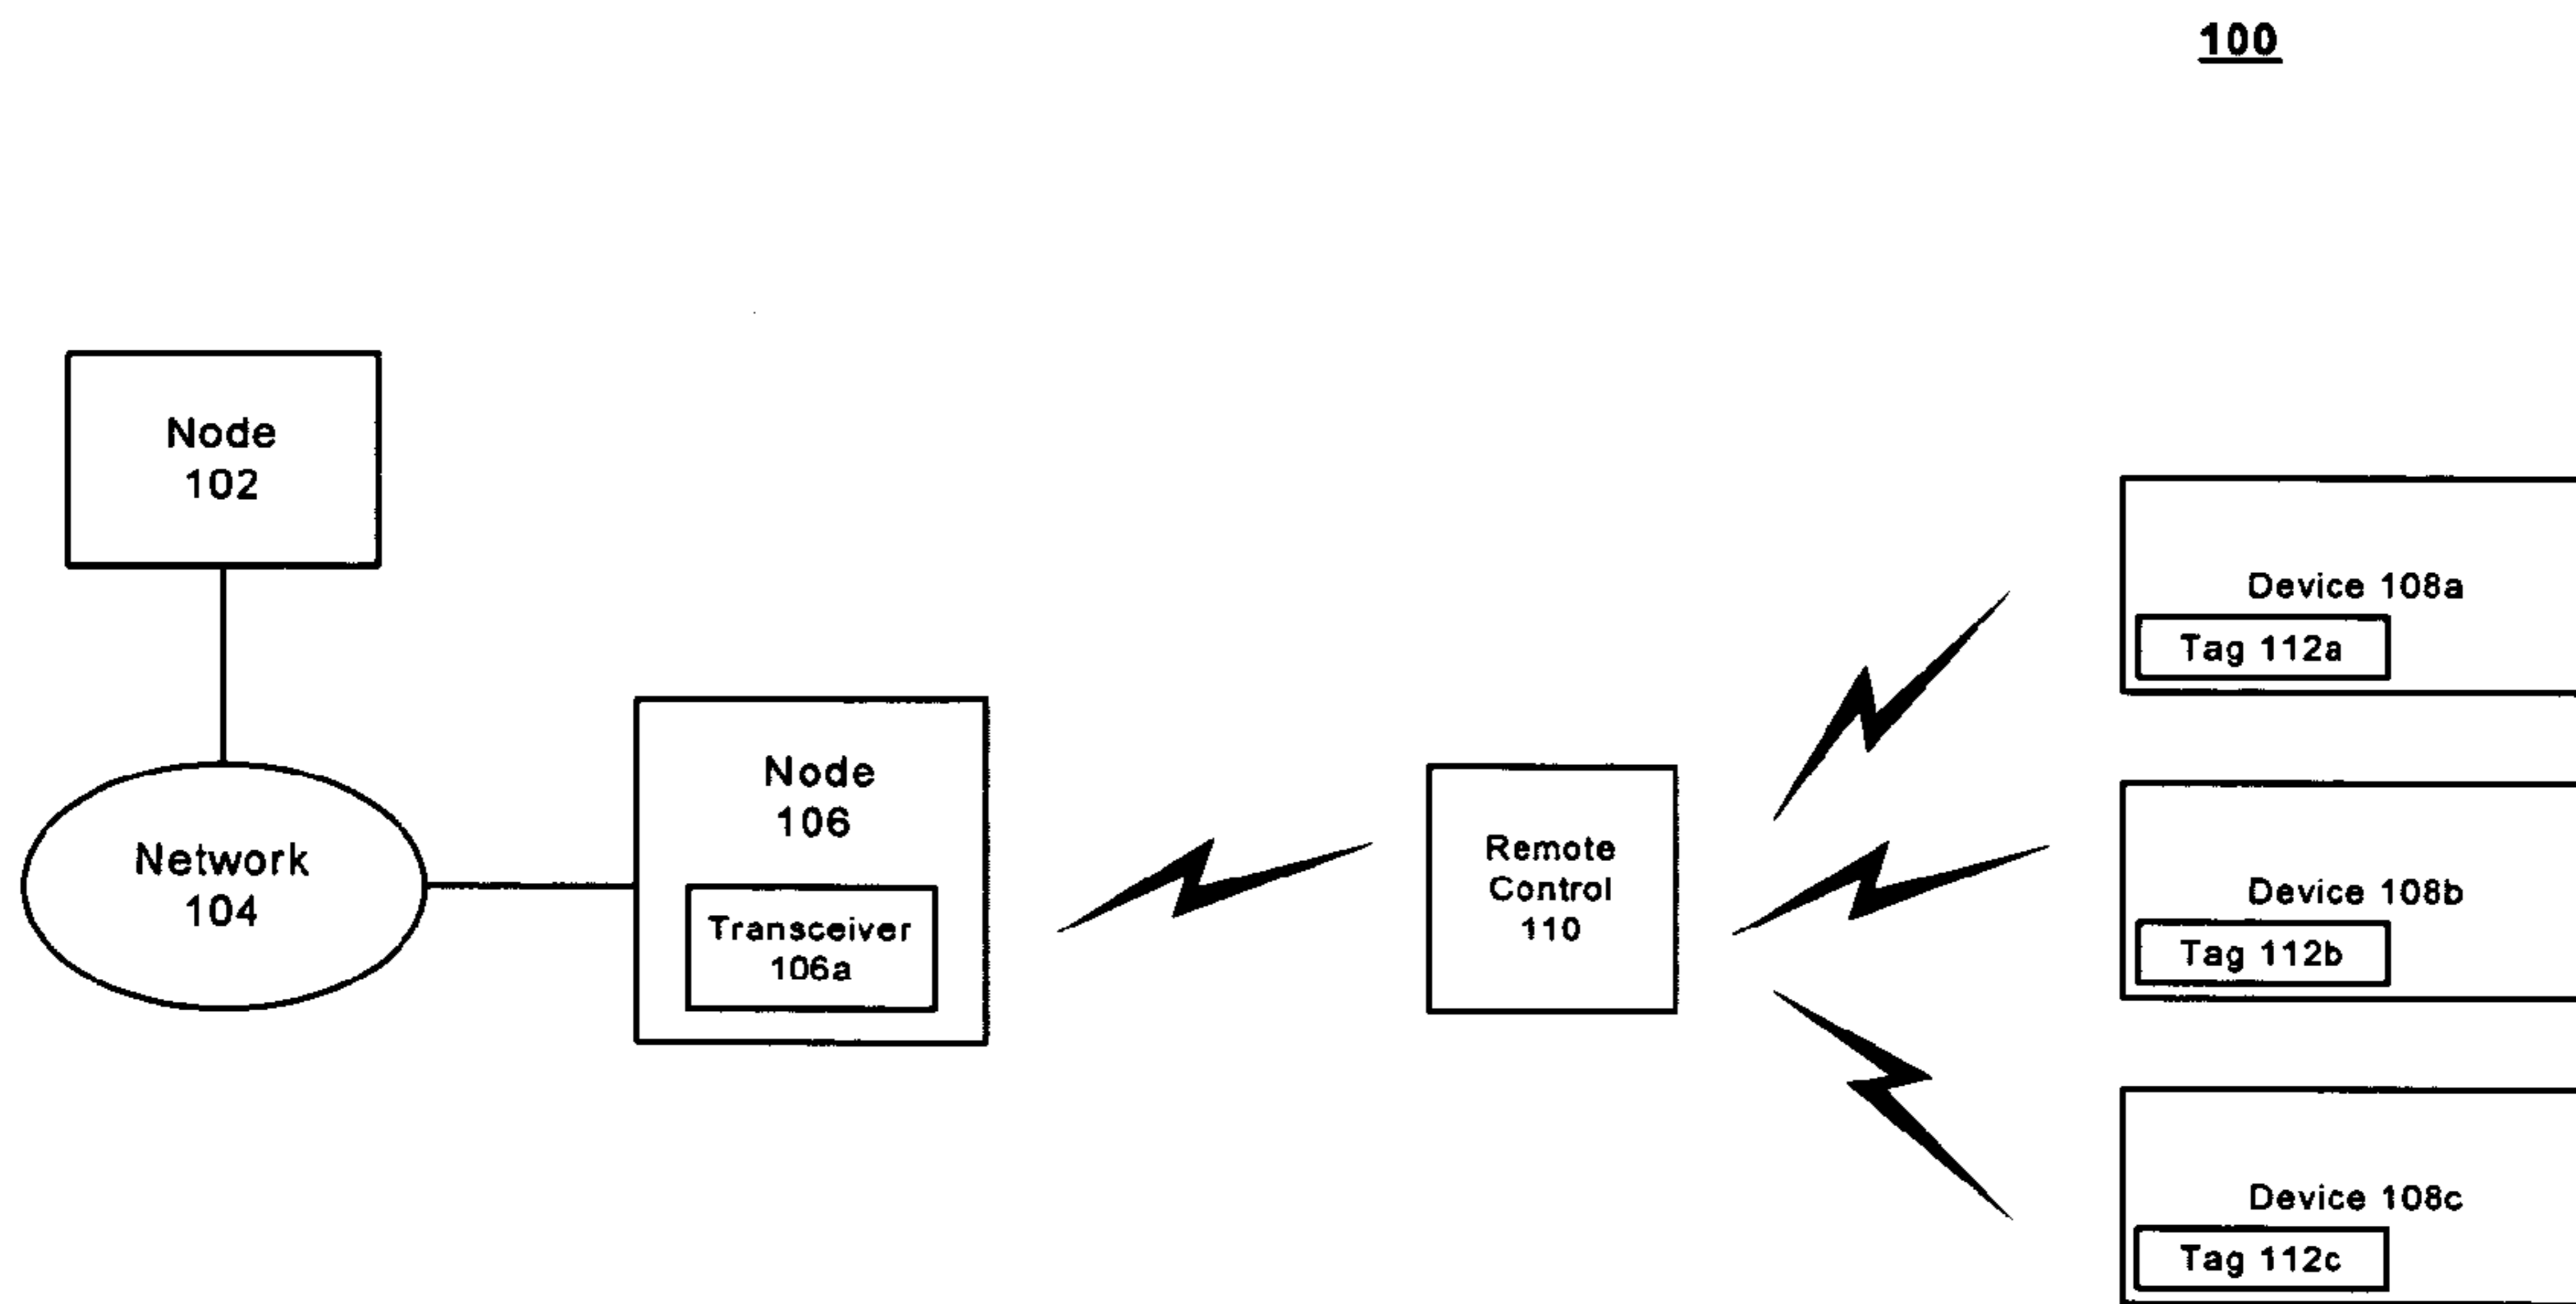 100
Node
102
Network
104
Node
106
Transceiver
106a
Remote
Control
110
Device 108a
Tag 112a
Device 108b
Tag 112b
Device 108c
Tag 112c